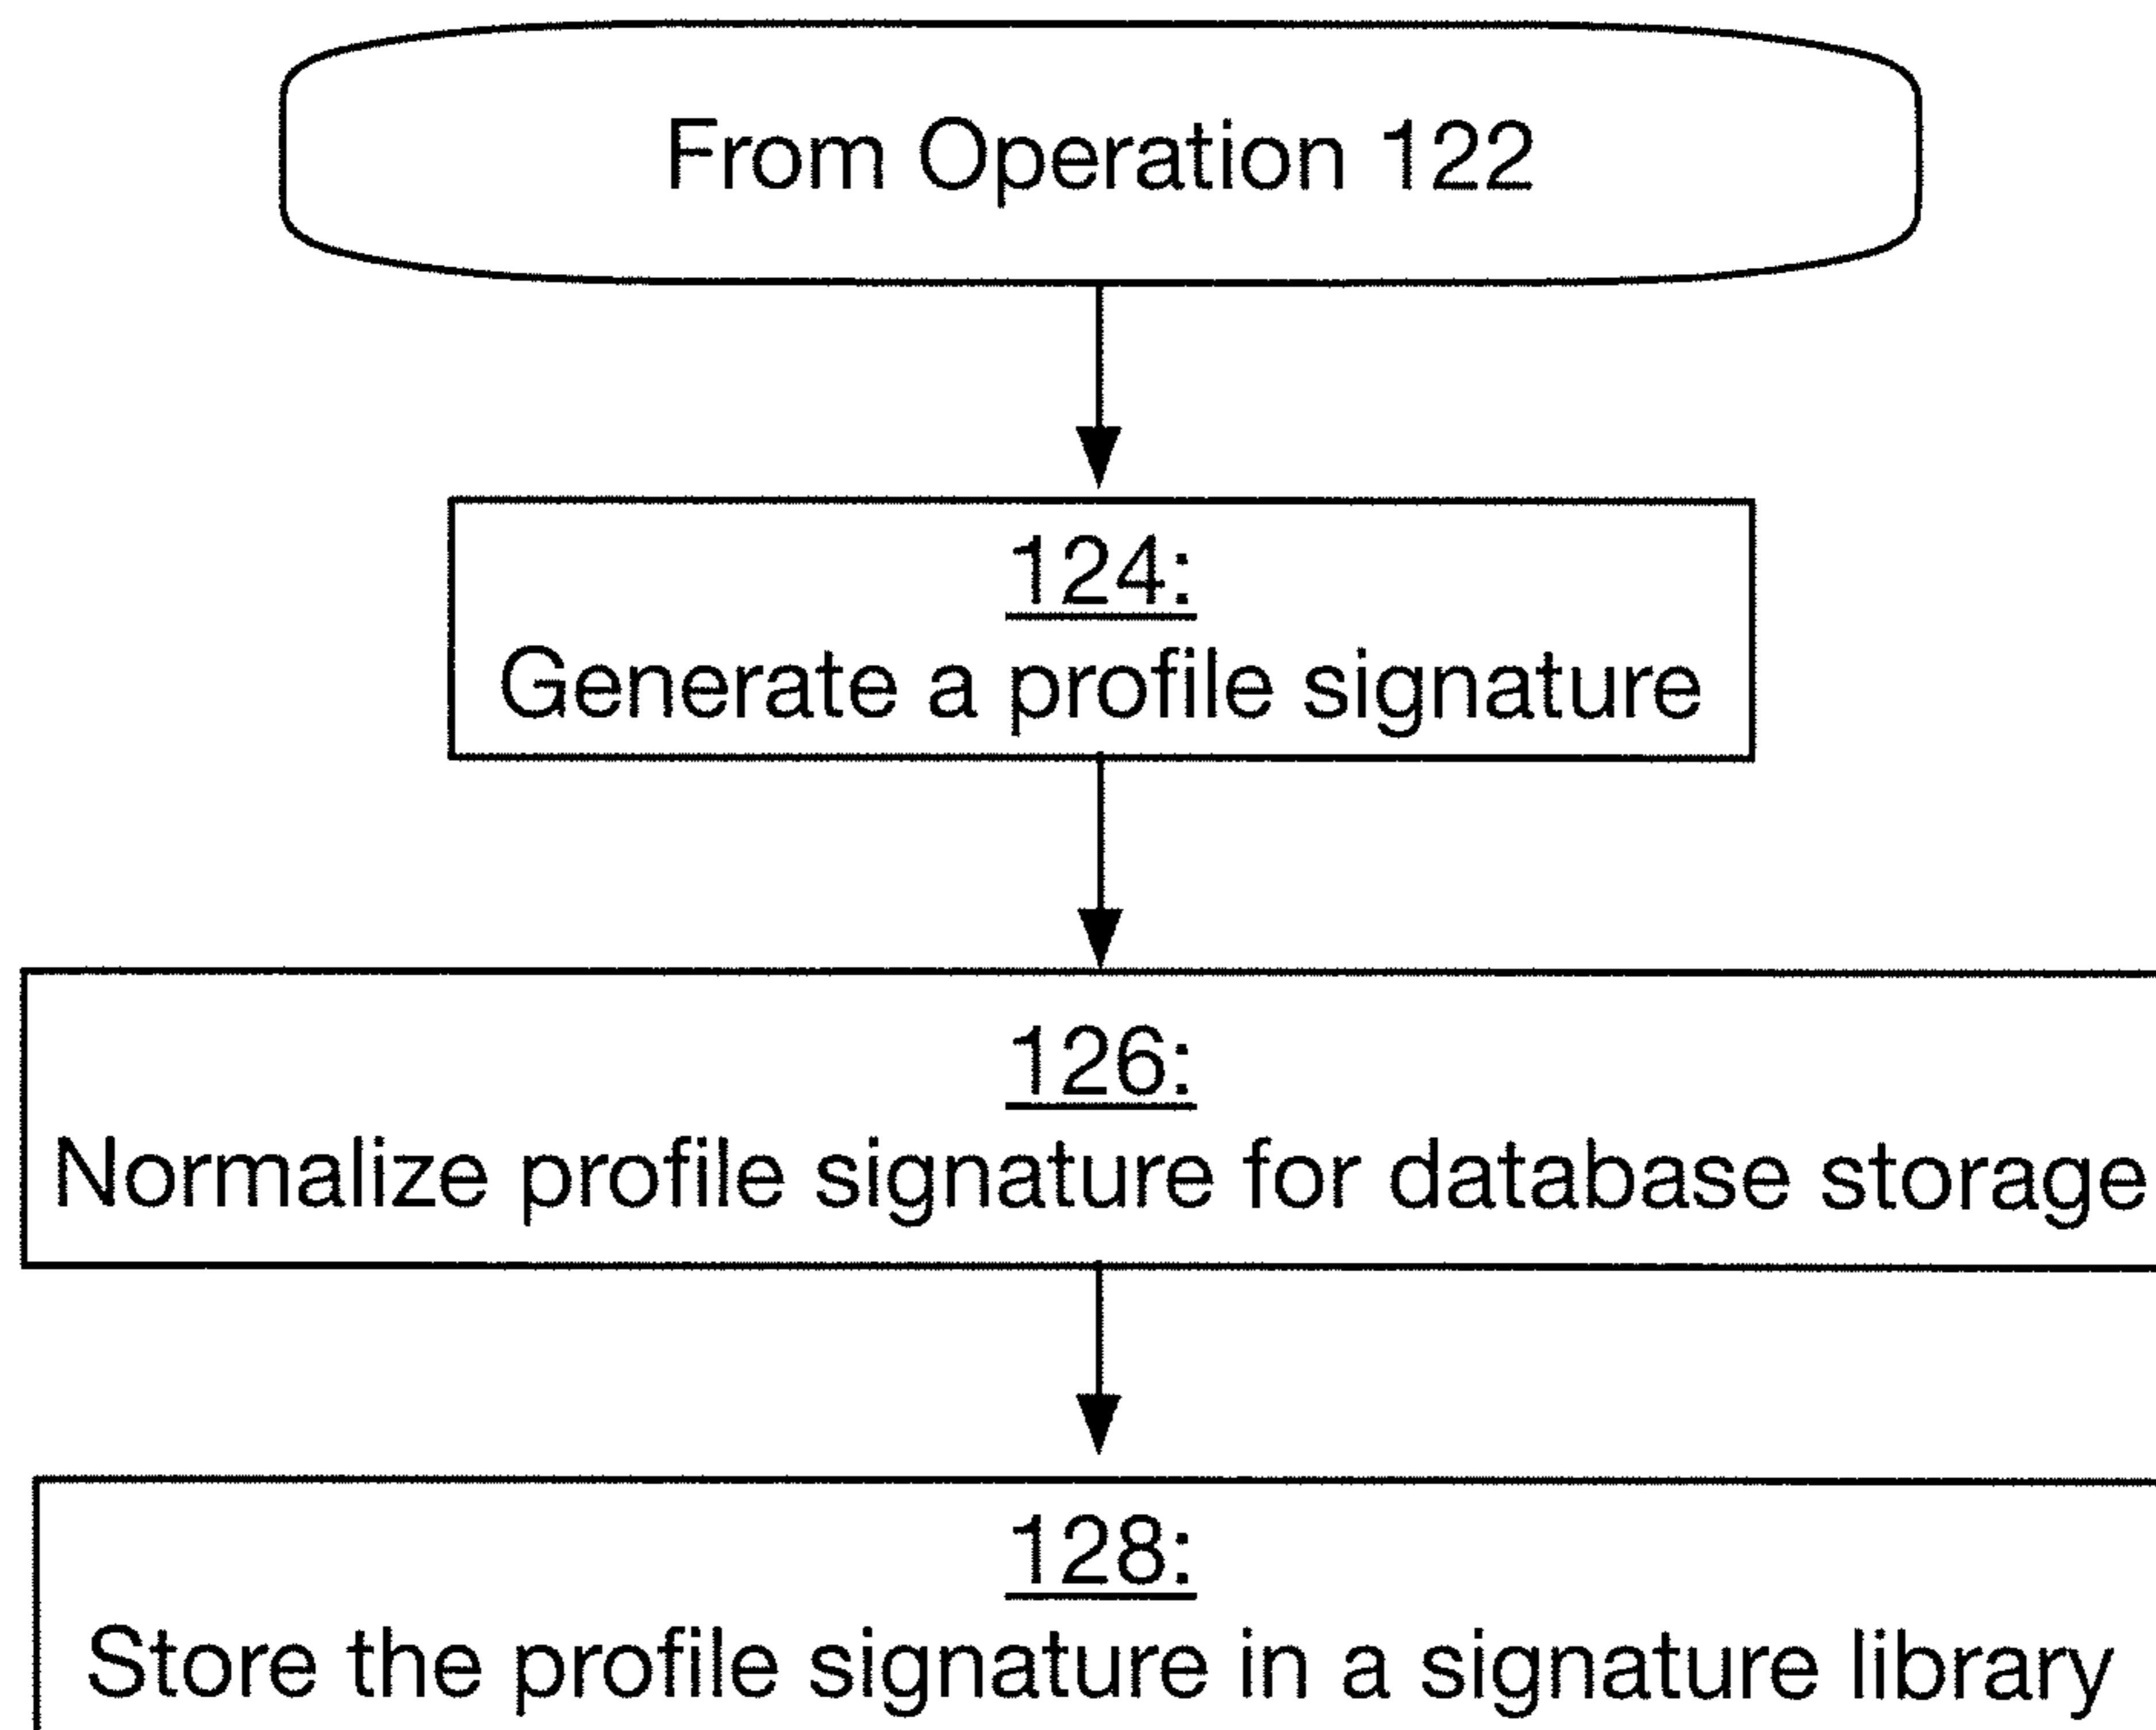 From Operation 122
124:
Generate a profile signature
126:
Normalize profile signature for database storage
128:
Store the profile signature in a signature library